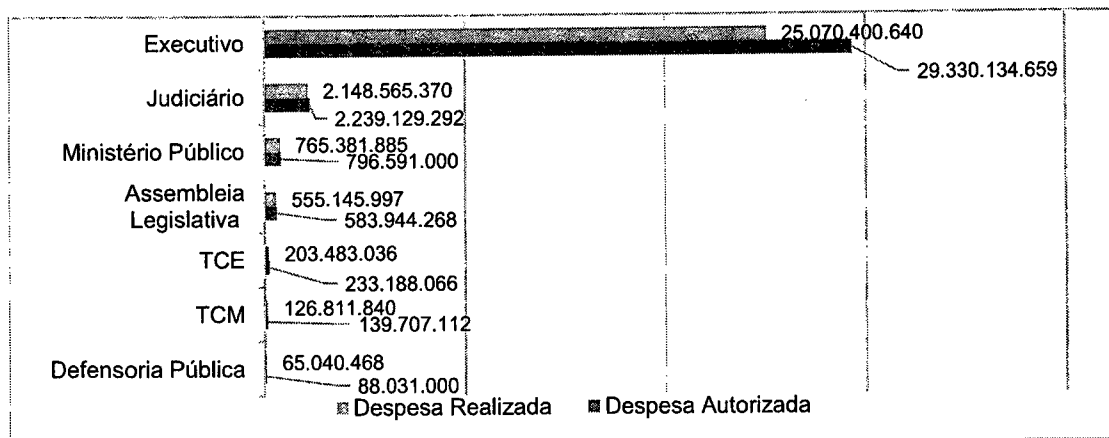 Executivo
25.070.400.640
29.330.134.659
Judiciário
2.148.565.370
2.239.129.292
Ministério Público
765.381.885
796.591.000
Assembleia
Legislativa
555.145.997
583.944.268
TCE
203.483.036
233.188.066
TCM
126.811.840
139.707.112
Defensoria Pública
65.040.468
88.031.000
Despesa Realizada
Despesa Autorizada